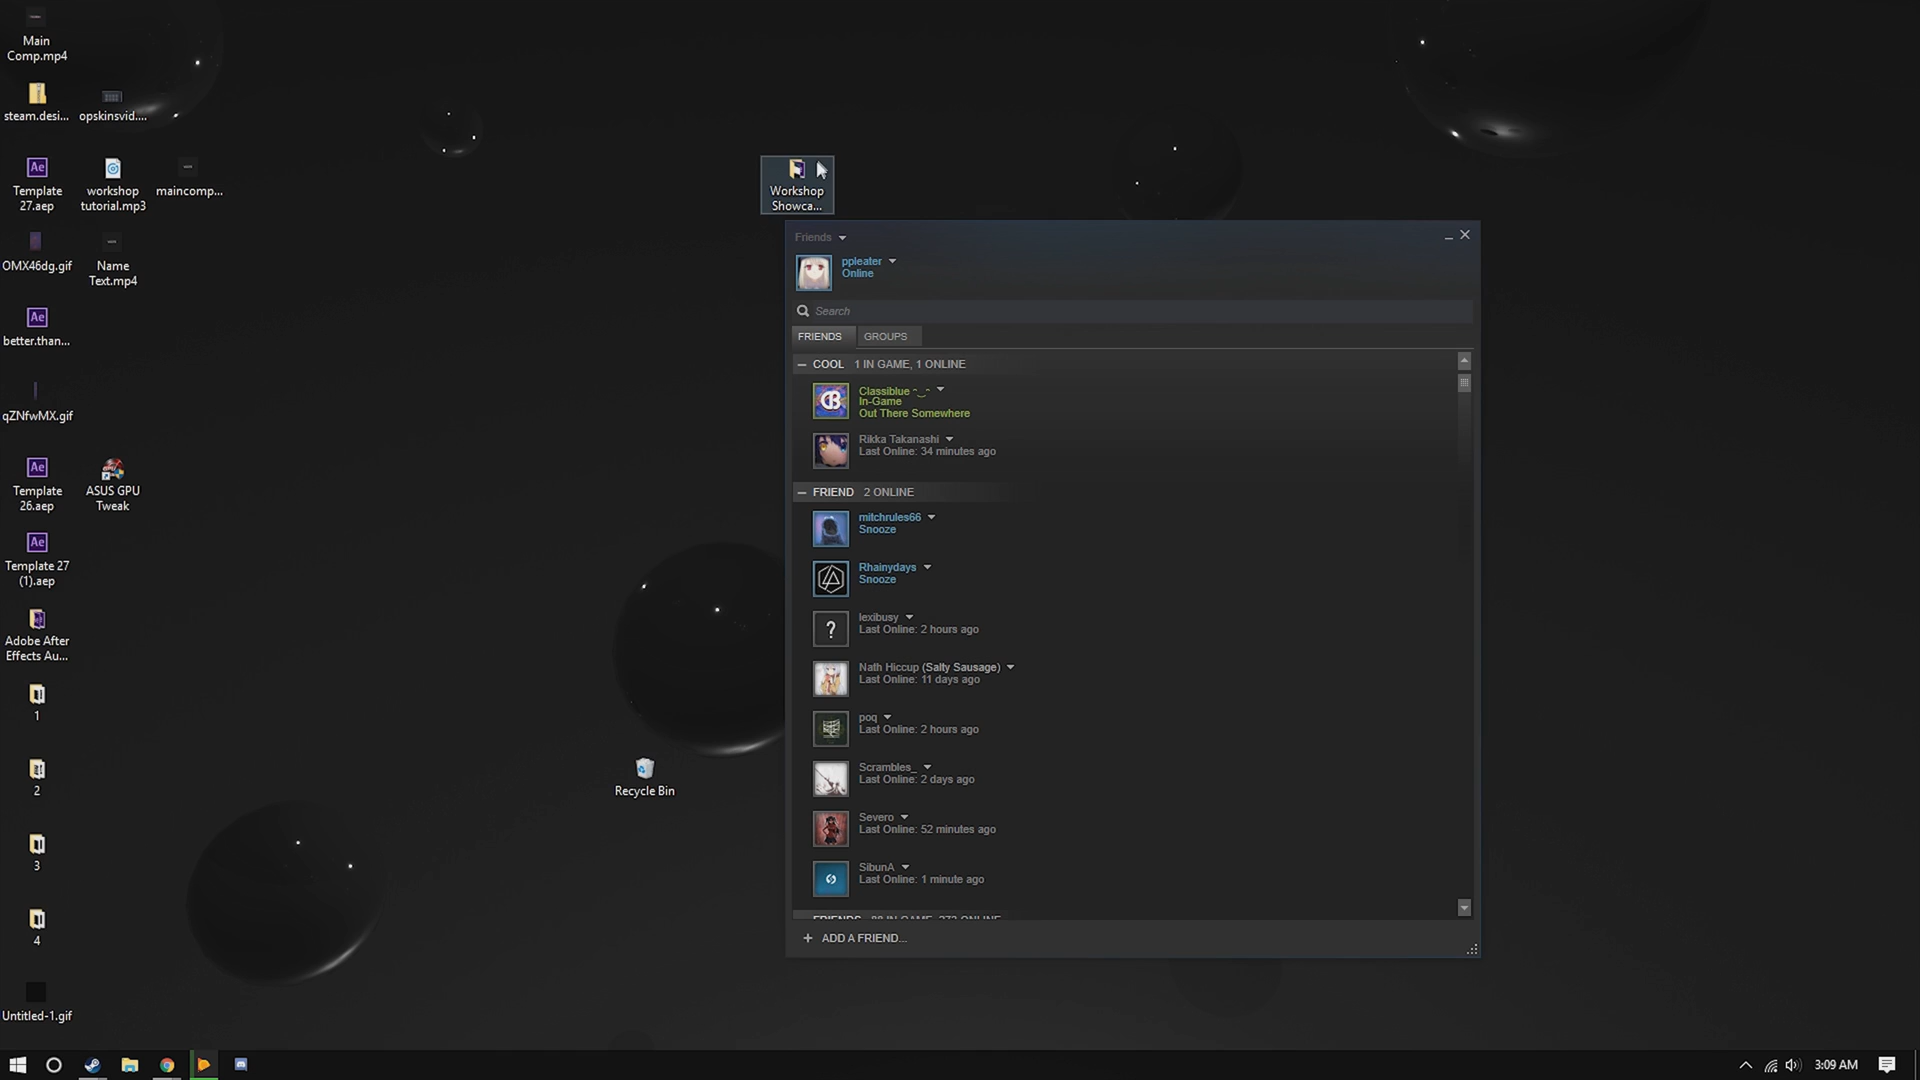 Main
Comp.mp4
steam.desi...
opskinsvid....
Template
27.aep
workshop
tutorial.mp3
maincomp...
OMX46dg.gif
Name
Text.mp4
better.than...
qZNfwMX.gif
Template
26.aep
ASUS GPU
Tweak
Template 27
(1).aep
Adobe After
Effects Au...
1
2
3
4
Untitled-1.gif
Workshop
Showca...
Recycle Bin
Friends
ppleater
Online
Search
FRIENDS GROUPS
COOL 1 IN GAME, 1 ONLINE
Classiblue ᵔ‿ᵔ
In-Game
Out There Somewhere
Rikka Takanashi
Last Online: 34 minutes ago
FRIEND 2 ONLINE
mitchrules66
Snooze
Rhainydays
Snooze
lexibusy
Last Online: 2 hours ago
Nath Hiccup (Salty Sausage)
Last Online: 11 days ago
poq
Last Online: 2 hours ago
Scrambles_
Last Online: 2 days ago
Severo
Last Online: 52 minutes ago
SibunA
Last Online: 1 minute ago
+ ADD A FRIEND...
3:09 AM